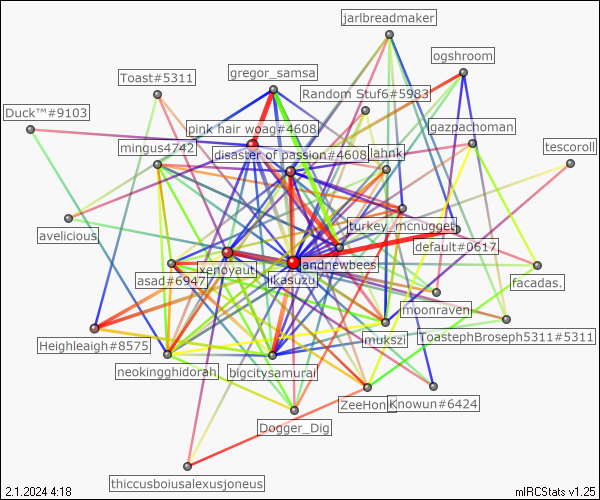 jarlbreadmaker
ogshroom
gregor_samsa
Toast#5311
Random Stuf6#5983
Duck™#9103
pink hair woag#4608
gazpachoman
mingus4742
disaster of passion#4608
lahnk
tescoroll
turkey_mcnugget
avelicious
default#0617
xenoyaut
andnewbees
asad#6947
likasuzu
facadas.
moonraven
ToastephBroseph5311#5311
Heighleaigh#8575
mukszi
neokingghidorah
bigcitysamurai
ZeeHon
Knowun#6424
Dogger_Dig
thiccusboiusalexusjoneus
2.1.2024 4:18
mIRCStats v1.25